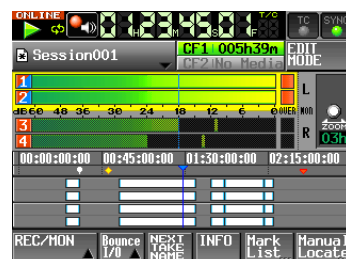 ONLINE T/C TC SYNC
01H23M45S01F
Session001 CF1 005h39m EDIT MODE
CF2 No Media
1
2 L
dB60 48 36 30 24 18 12 6 0 OVER MON
3 ZOOM
4 R 03h
00:00:00:00 00:45:00:00 01:30:00:00 02:15:00:00
REC/MON Bounce I/O NEXT TAKE NAME INFO Mark List... Manual Locate